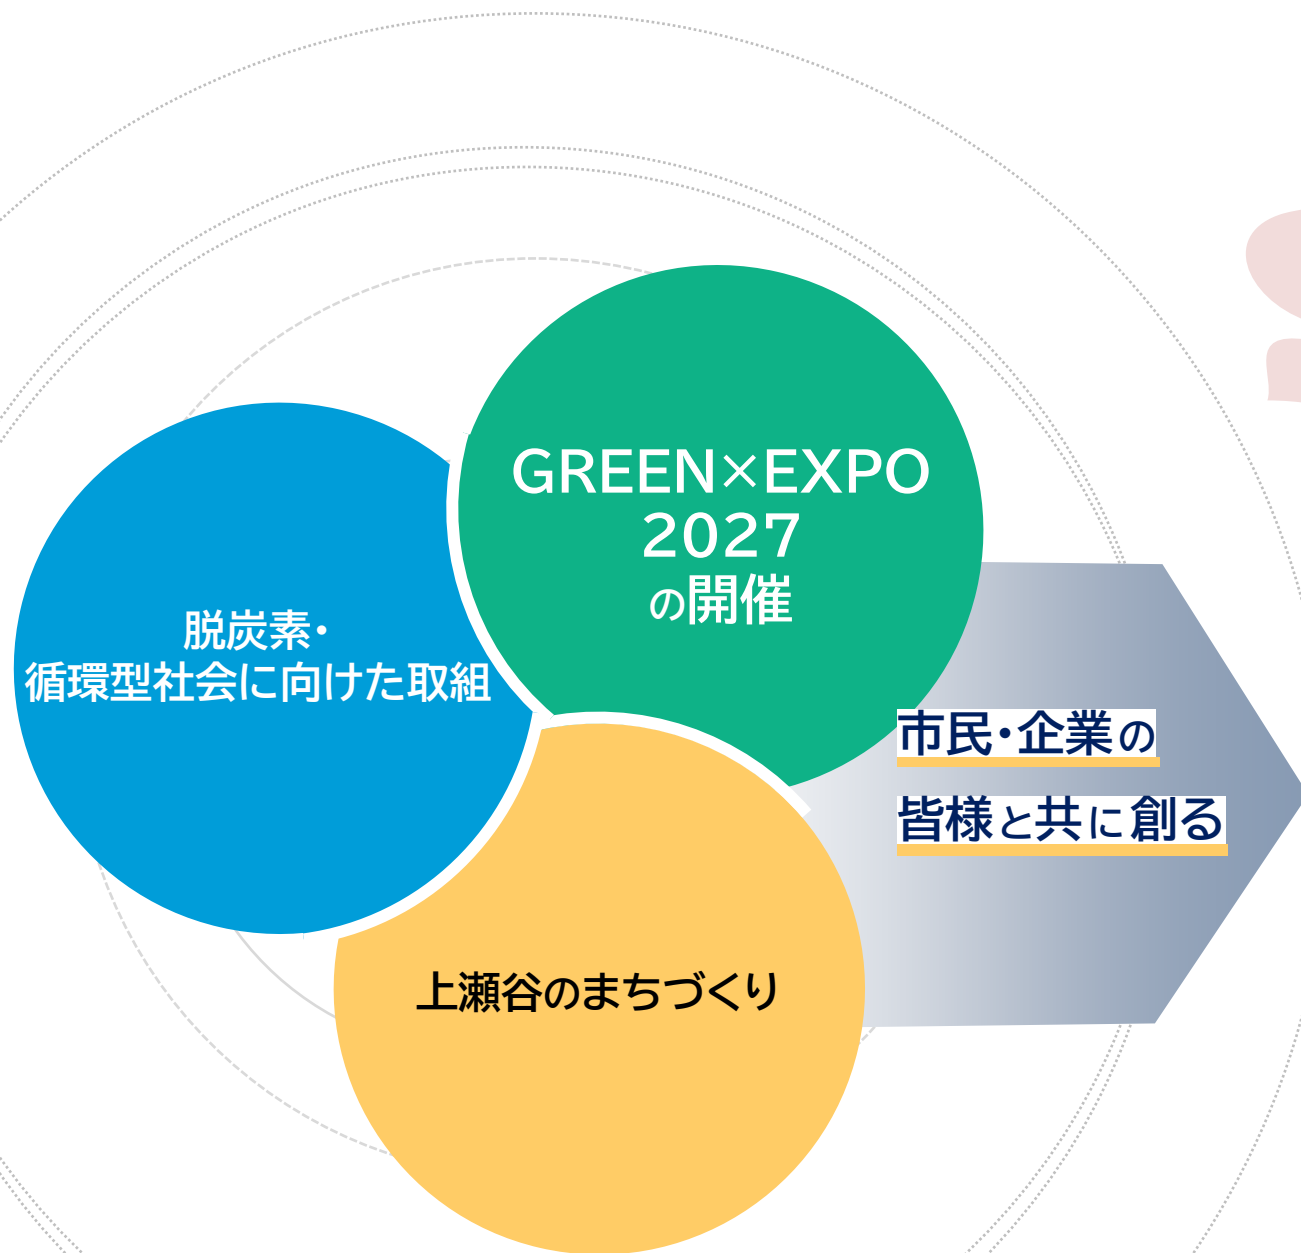 GREEN×EXPO
2027
の開催
脱炭素・
循環型社会に向けた取組
市民・企業の
皆様と共に創る
上瀬谷のまちづくり